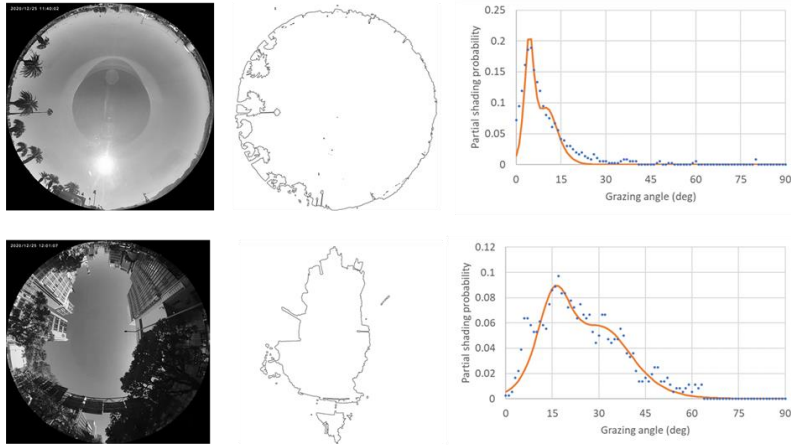 2020/12/25 11:40:02
Partial shading probability
0.25
0.2
0.15
0.1
0.05
0
0 15 30 45 60 75 90
Grazing angle (deg)
2020/12/25 12:01:07
Partial shading probability
0.12
0.1
0.08
0.06
0.04
0.02
0
0 15 30 45 60 75 90
Grazing angle (deg)